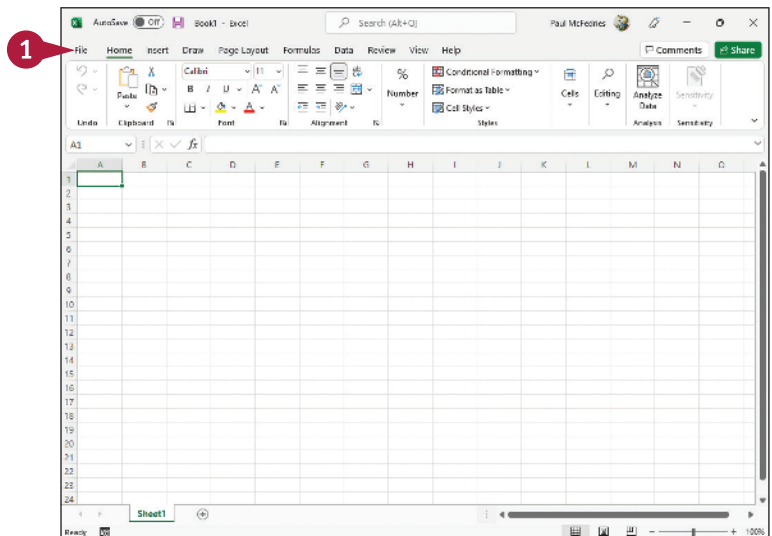 AutoSave Off Book1 - Excel Search (Alt+Q) Paul McFedries
1
File Home Insert Draw Page Layout Formulas Data Review View Help Comments Share
Calibri 11 % Conditional Formatting
Paste B I U A A Number Format as Table Cells Editing Analyze Data Sensitivity
A Cell Styles
Undo Clipboard Font Alignment Styles Analysis Sensitivity
A1 fx
A B C D E F G H I J K L M N O
1
2
3
4
5
6
7
8
9
10
11
12
13
14
15
16
17
18
19
20
21
22
23
24
Sheet1
Ready 100%